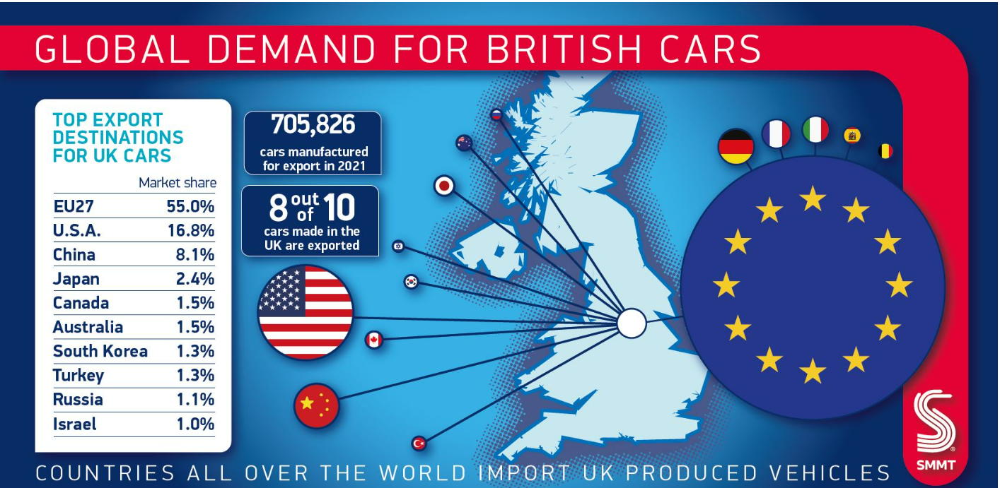 GLOBAL DEMAND FOR BRITISH CARS
TOP EXPORT
DESTINATIONS
FOR UK CARS
Market share
EU27 55.0%
U.S.A. 16.8%
China 8.1%
Japan 2.4%
Canada 1.5%
Australia 1.5%
South Korea 1.3%
Turkey 1.3%
Russia 1.1%
Israel 1.0%
705,826
cars manufactured
for export in 2021
8 out of 10
cars made in the
UK are exported
COUNTRIES ALL OVER THE WORLD IMPORT UK PRODUCED VEHICLES
®
SMMT